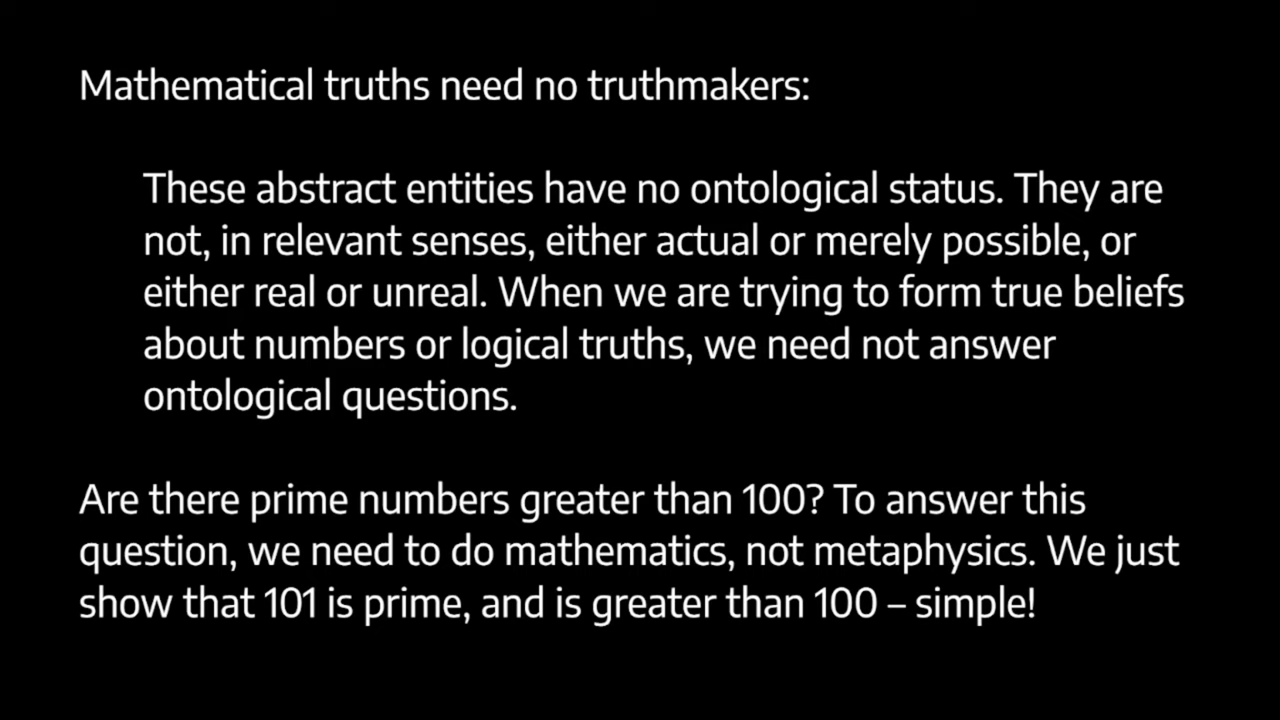 Mathematical truths need no truthmakers:
These abstract entities have no ontological status. They are
not, in relevant senses, either actual or merely possible, or
either real or unreal. When we are trying to form true beliefs
about numbers or logical truths, we need not answer
ontological questions.
Are there prime numbers greater than 100? To answer this
question, we need to do mathematics, not metaphysics. We just
show that 101 is prime, and is greater than 100 – simple!